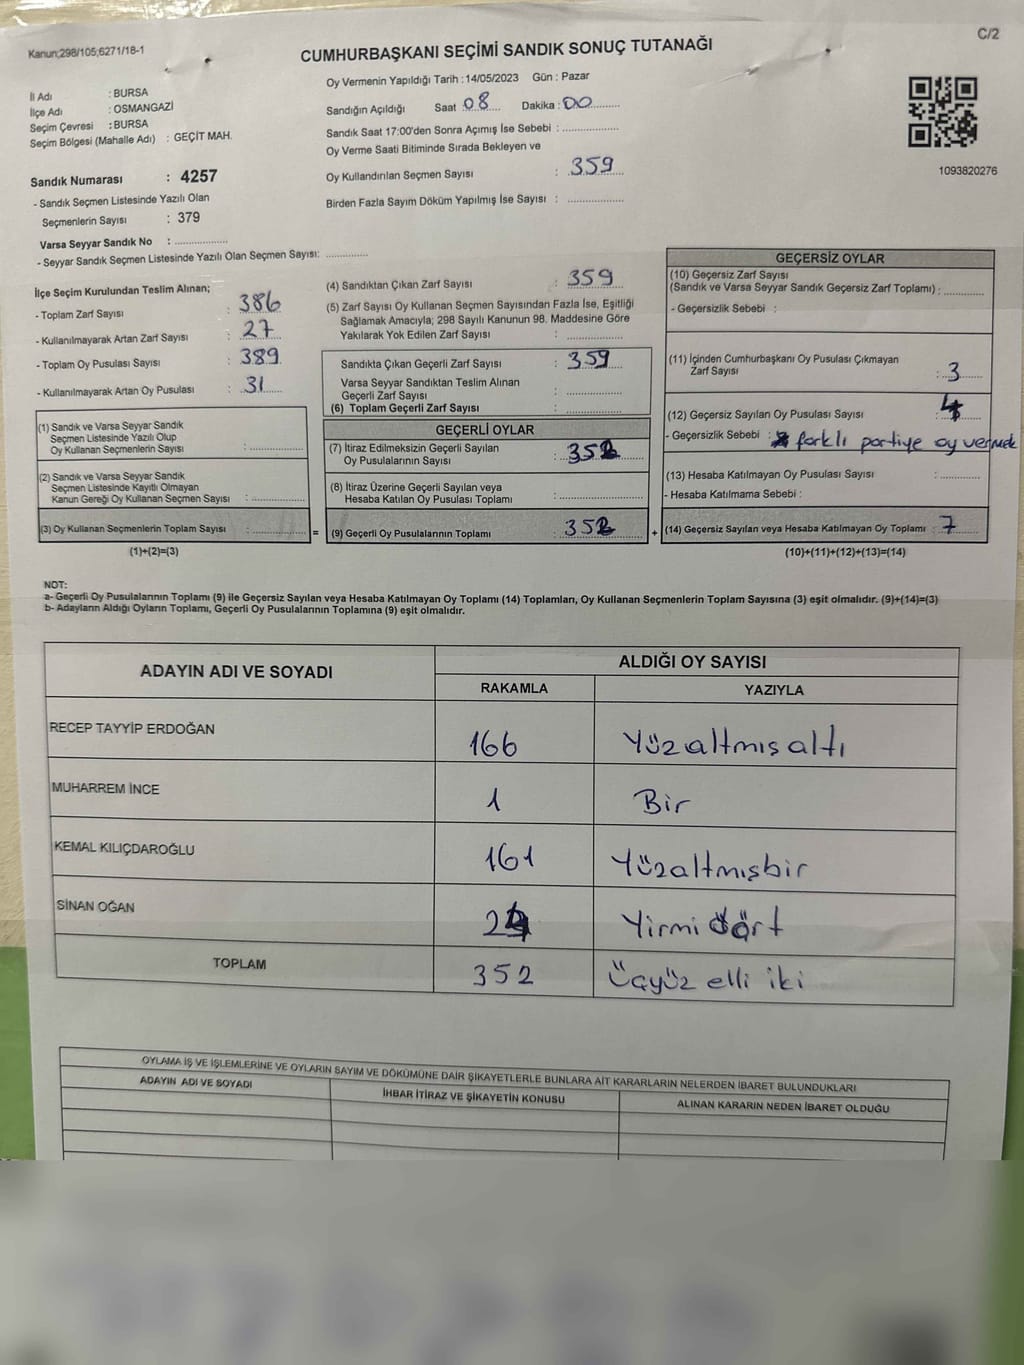 Kanun;298/105;6271/18-1
C/2
CUMHURBAŞKANI SEÇİMİ SANDIK SONUÇ TUTANAĞI
İl Adı : BURSA
İlçe Adı : OSMANGAZİ
Seçim Çevresi : BURSA
Seçim Bölgesi (Mahalle Adı) : GEÇİT MAH.
Sandık Numarası : 4257
- Sandık Seçmen Listesinde Yazılı Olan
Seçmenlerin Sayısı : 379
Varsa Seyyar Sandık No : ................
- Seyyar Sandık Seçmen Listesinde Yazılı Olan Seçmen Sayısı: .............
Oy Vermenin Yapıldığı Tarih : 14/05/2023 Gün : Pazar
Sandığın Açıldığı Saat 08 Dakika : 00
Sandık Saat 17:00'den Sonra Açımış İse Sebebi : .................
Oy Verme Saati Bitiminde Sırada Bekleyen ve
Oy Kullandırılan Seçmen Sayısı : 359
Birden Fazla Sayım Döküm Yapılmış İse Sayısı : .................
1093820276
İlçe Seçim Kurulundan Teslim Alınan;
- Toplam Zarf Sayısı : 386
- Kullanılmayarak Artan Zarf Sayısı : 27
- Toplam Oy Pusulası Sayısı : 389
- Kullanılmayarak Artan Oy Pusulası : 31
(1) Sandık ve Varsa Seyyar Sandık
Seçmen Listesinde Yazılı Olup
Oy Kullanan Seçmenlerin Sayısı : ................
(2) Sandık ve Varsa Seyyar Sandık
Seçmen Listesinde Kayıtlı Olmayan
Kanun Gereği Oy Kullanan Seçmen Sayısı : ................
(3) Oy Kullanan Seçmenlerin Toplam Sayısı : ................ =
(1)+(2)=(3)
(4) Sandıktan Çıkan Zarf Sayısı : 359
(5) Zarf Sayısı Oy Kullanan Seçmen Sayısından Fazla İse, Eşitliği
Sağlamak Amacıyla; 298 Sayılı Kanunun 98. Maddesine Göre
Yakılarak Yok Edilen Zarf Sayısı : ................
Sandıkta Çıkan Geçerli Zarf Sayısı : 359
Varsa Seyyar Sandıktan Teslim Alınan
Geçerli Zarf Sayısı : ................
(6) Toplam Geçerli Zarf Sayısı : ................
GEÇERLİ OYLAR
(7) İtiraz Edilmeksizin Geçerli Sayılan
Oy Pusulalarının Sayısı : 352
(8) İtiraz Üzerine Geçerli Sayılan veya
Hesaba Katılan Oy Pusulası Toplamı : ................
(9) Geçerli Oy Pusulalarının Toplamı : 352 +
GEÇERSİZ OYLAR
(10) Geçersiz Zarf Sayısı
(Sandık ve Varsa Seyyar Sandık Geçersiz Zarf Toplamı) : ............
- Geçersizlik Sebebi :
(11) İçinden Cumhurbaşkanı Oy Pusulası Çıkmayan
Zarf Sayısı : 3
(12) Geçersiz Sayılan Oy Pusulası Sayısı : 4
- Geçersizlik Sebebi : farklı partiye oy vermek
(13) Hesaba Katılmayan Oy Pusulası Sayısı : ............
- Hesaba Katılmama Sebebi :
(14) Geçersiz Sayılan veya Hesaba Katılmayan Oy Toplamı : 7
(10)+(11)+(12)+(13)=(14)
NOT:
a- Geçerli Oy Pusulalarının Toplamı (9) ile Geçersiz Sayılan veya Hesaba Katılmayan Oy Toplamı (14) Toplamları, Oy Kullanan Seçmenlerin Toplam Sayısına (3) eşit olmalıdır. (9)+(14)=(3)
b- Adayların Aldığı Oyların Toplamı, Geçerli Oy Pusulalarının Toplamına (9) eşit olmalıdır.
ADAYIN ADI VE SOYADI ALDIĞI OY SAYISI
RAKAMLA YAZIYLA
RECEP TAYYİP ERDOĞAN 166 Yüzaltmışaltı
MUHARREM İNCE 1 Bir
KEMAL KILIÇDAROĞLU 161 Yüzaltmışbir
SİNAN OĞAN 24 Yirmi dört
TOPLAM 352 Üçyüz elli iki
OYLAMA İŞ VE İŞLEMLERİNE VE OYLARIN SAYIM VE DÖKÜMÜNE DAİR ŞİKAYETLERLE BUNLARA AİT KARARLARIN NELERDEN İBARET BULUNDUKLARI
ADAYIN ADI VE SOYADI İHBAR İTİRAZ VE ŞİKAYETİN KONUSU ALINAN KARARIN NEDEN İBARET OLDUĞU